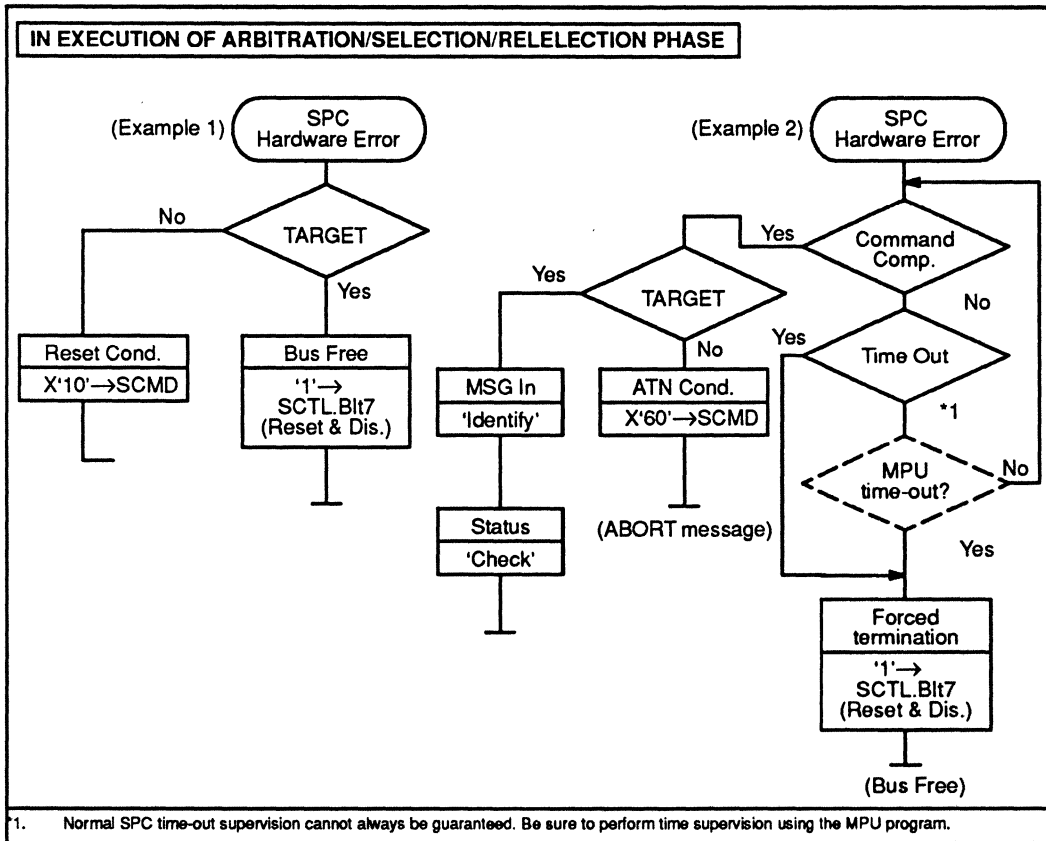 IN EXECUTION OF ARBITRATION/SELECTION/RELELECTION PHASE
(Example 1)
SPC
Hardware Error
No
TARGET
Yes
Reset Cond.
X‘10’→SCMD
Bus Free
‘1’→
SCTL.Blt7
(Reset & Dis.)
(Example 2)
SPC
Hardware Error
Yes
Command
Comp.
No
Yes
TARGET
No
Yes
Time Out
*1
MSG In
‘Identify’
ATN Cond.
X‘60’→SCMD
MPU
time-out?
No
Status
‘Check’
(ABORT message)
Yes
Forced
termination
‘1’→
SCTL.Blt7
(Reset & Dis.)
(Bus Free)
*1. Normal SPC time-out supervision cannot always be guaranteed. Be sure to perform time supervision using the MPU program.